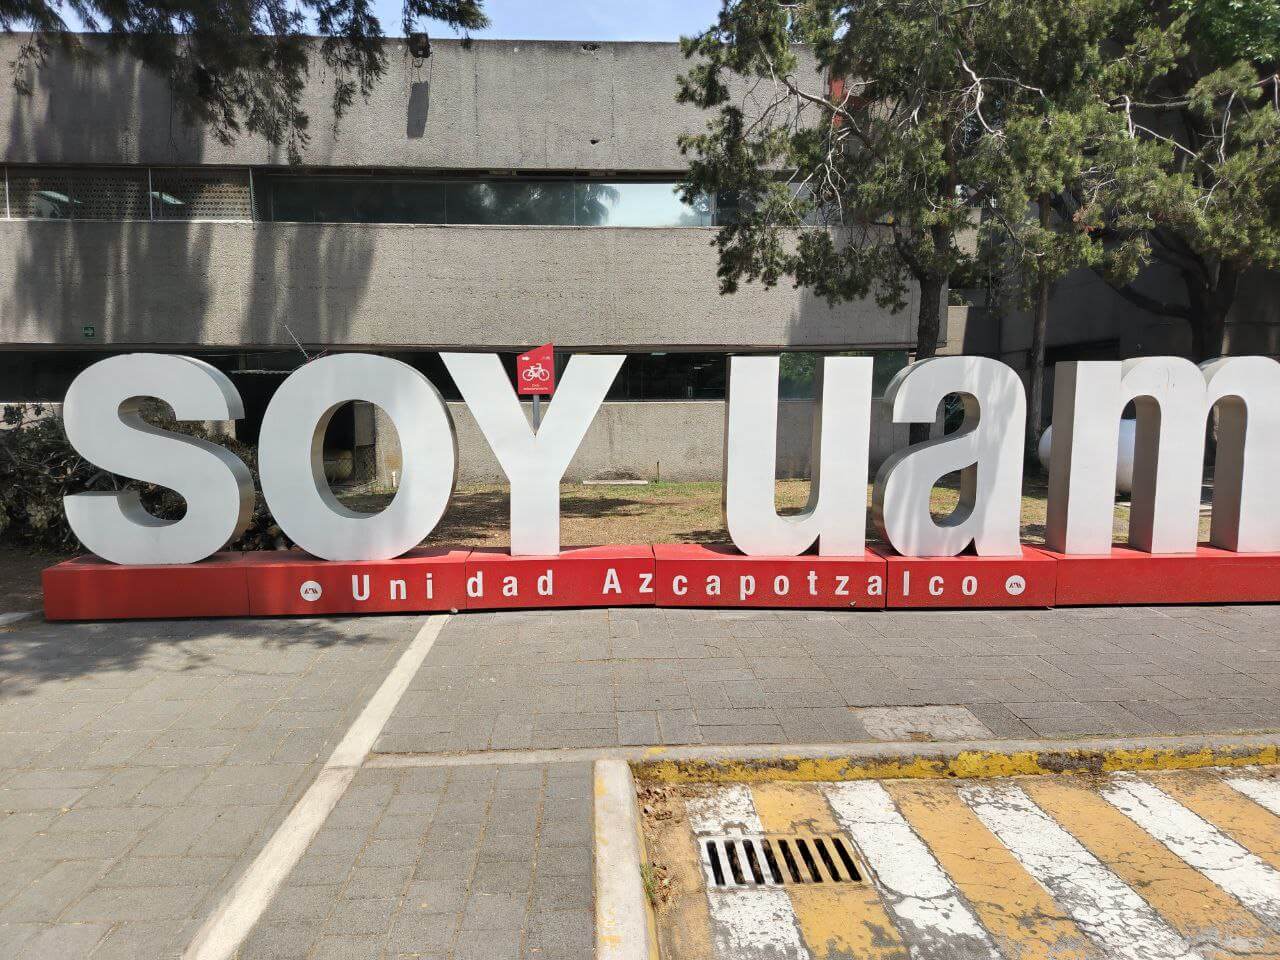 soy uam
Unidad Azcapotzalco